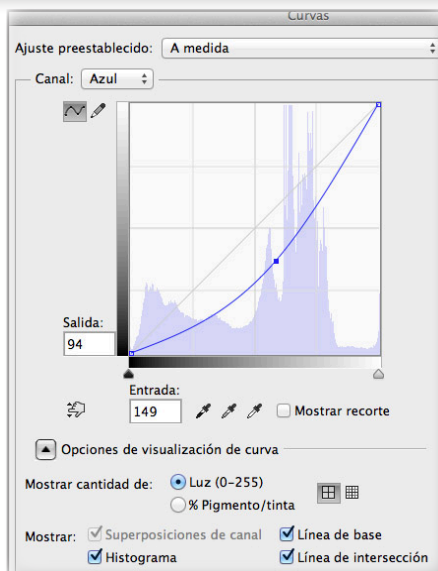 Curvas
Ajuste preestablecido: A medida
Canal: Azul
Salida:
94
Entrada:
149
Mostrar recorte
Opciones de visualización de curva
Mostrar cantidad de: Luz (0-255)
% Pigmento/tinta
Mostrar: Superposiciones de canal Línea de base
Histograma Línea de intersección